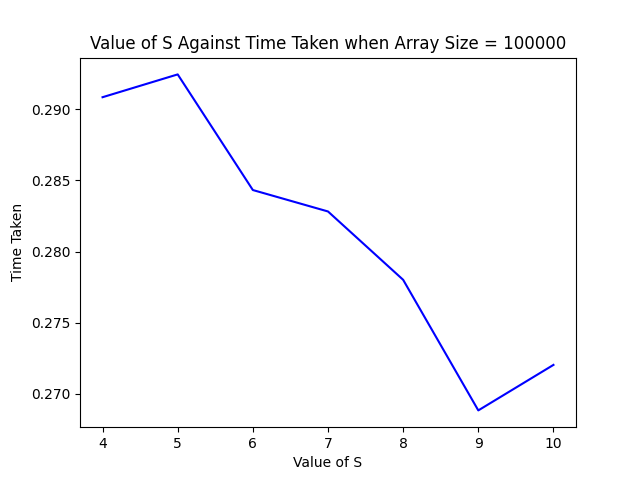 Value of S Against Time Taken when Array Size = 100000
0.290
0.285
0.280
0.275
0.270
Time Taken
4 5 6 7 8 9 10
Value of S